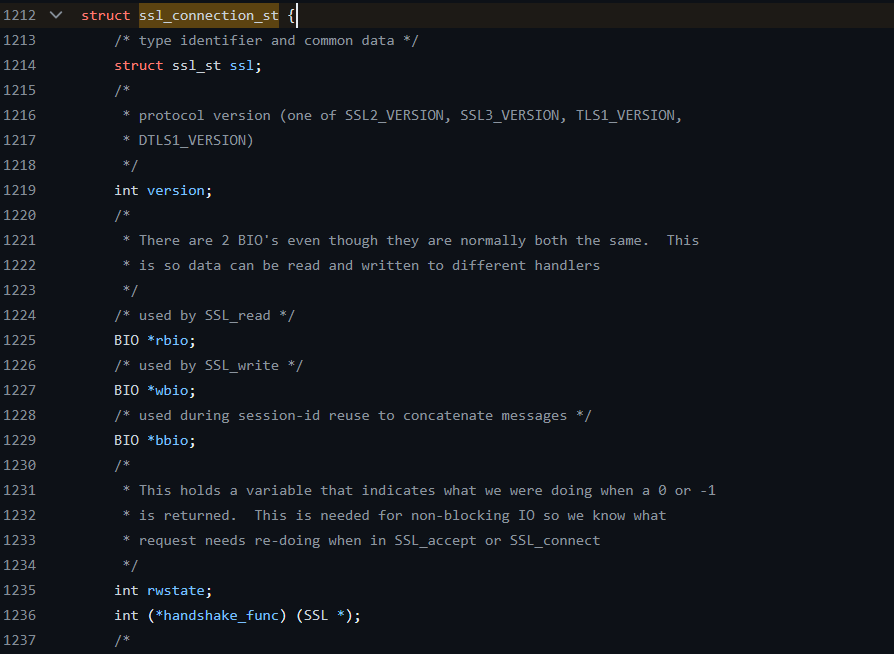 1212 struct ssl_connection_st {
1213 /* type identifier and common data */
1214 struct ssl_st ssl;
1215 /*
1216 * protocol version (one of SSL2_VERSION, SSL3_VERSION, TLS1_VERSION,
1217 * DTLS1_VERSION)
1218 */
1219 int version;
1220 /*
1221 * There are 2 BIO's even though they are normally both the same.  This
1222 * is so data can be read and written to different handlers
1223 */
1224 /* used by SSL_read */
1225 BIO *rbio;
1226 /* used by SSL_write */
1227 BIO *wbio;
1228 /* used during session-id reuse to concatenate messages */
1229 BIO *bbio;
1230 /*
1231 * This holds a variable that indicates what we were doing when a 0 or -1
1232 * is returned.  This is needed for non-blocking IO so we know what
1233 * request needs re-doing when in SSL_accept or SSL_connect
1234 */
1235 int rwstate;
1236 int (*handshake_func) (SSL *);
1237 /*